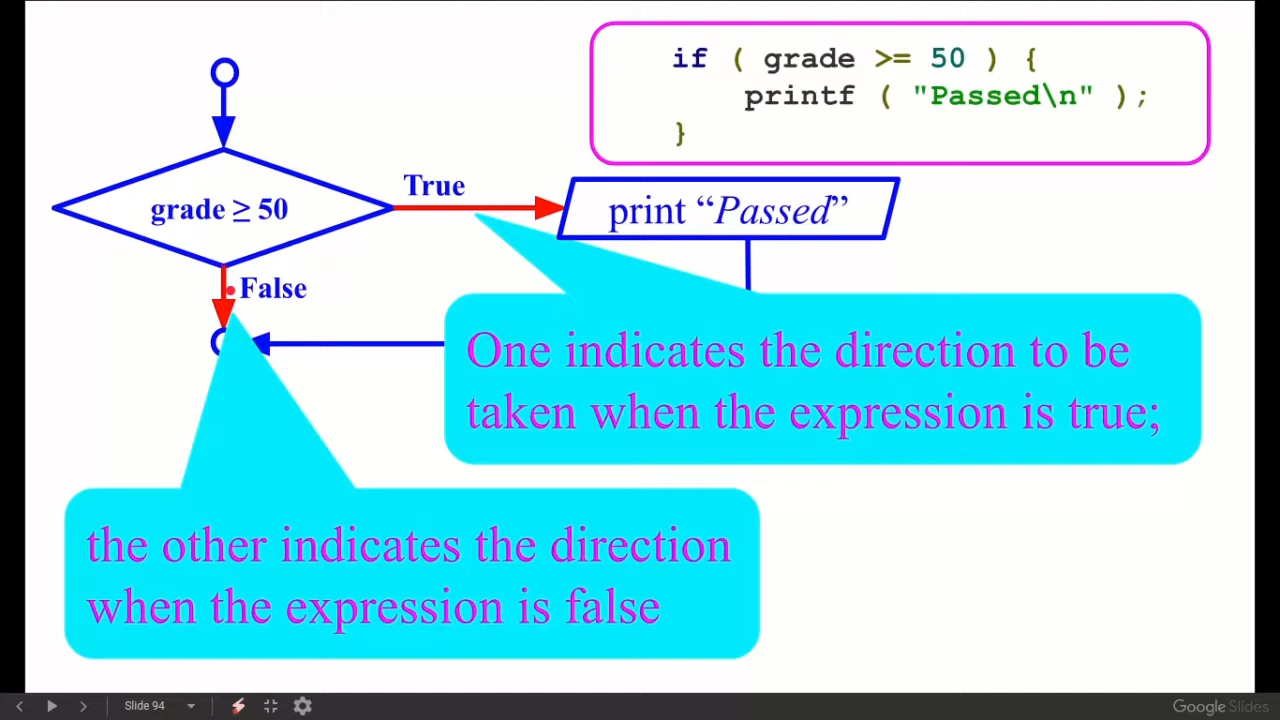 if ( grade >= 50 ) {
printf ( "Passed\n" );
}
True
grade ≥ 50
print “Passed”
False
One indicates the direction to be
taken when the expression is true;
the other indicates the direction
when the expression is false
Slide 94
Google Slides